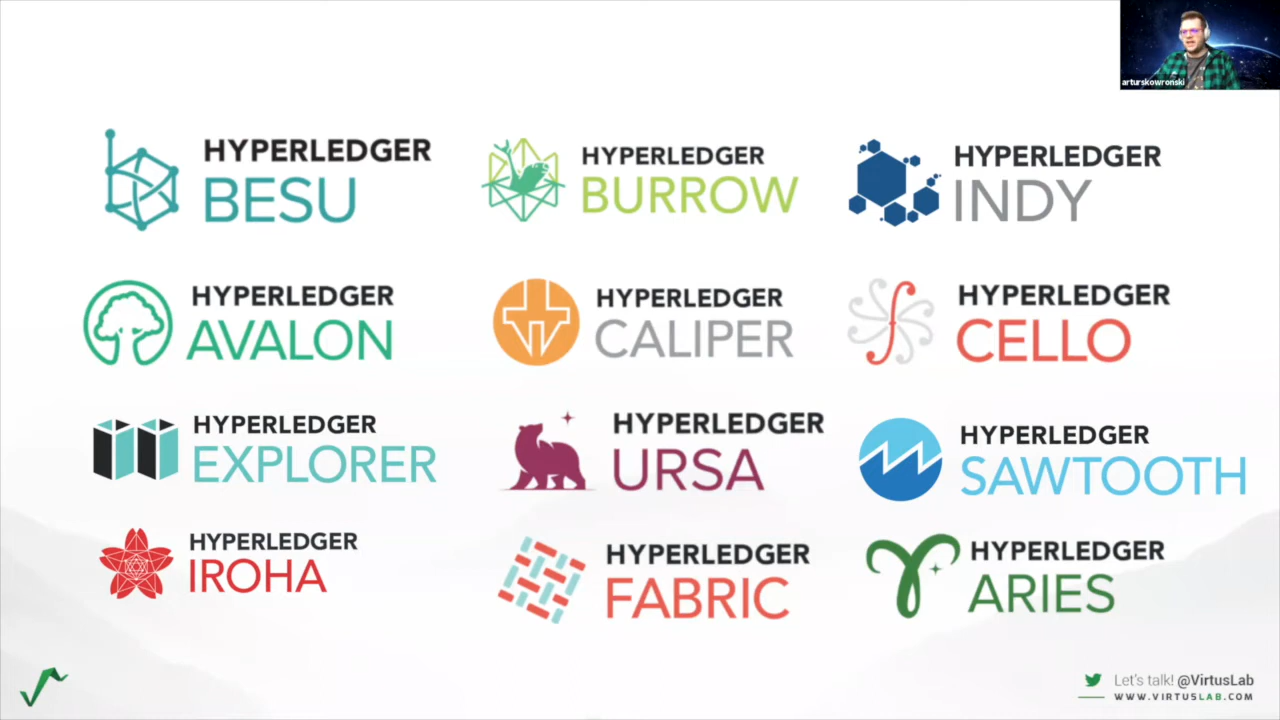 arturskowronski
HYPERLEDGER
BESU
HYPERLEDGER
BURROW
HYPERLEDGER
INDY
HYPERLEDGER
AVALON
HYPERLEDGER
CALIPER
HYPERLEDGER
CELLO
HYPERLEDGER
EXPLORER
HYPERLEDGER
URSA
HYPERLEDGER
SAWTOOTH
HYPERLEDGER
IROHA
HYPERLEDGER
FABRIC
HYPERLEDGER
ARIES
Let's talk! @VirtusLab
WWW.VIRTUSLAB.COM